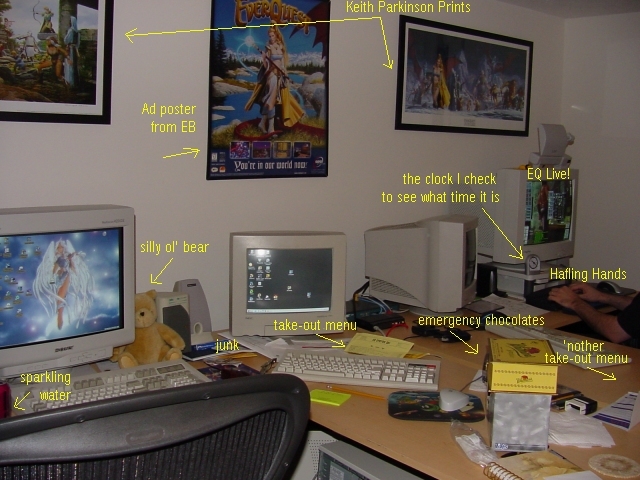 Keith Parkinson Prints
EVERQUEST
Ad poster
from EB
You're in our world now!
EQ Live!
the clock I check
to see what time it is
silly ol' bear
Hafling Hands
take-out menu
emergency chocolates
junk
'nother
take-out menu
sparkling
water